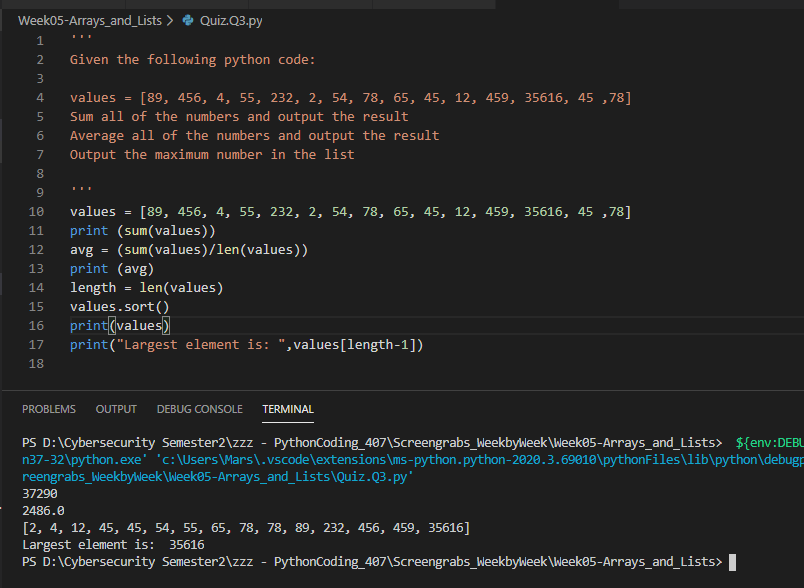 Week05-Arrays_and_Lists > Quiz.Q3.py
1 '''
2 Given the following python code:
3
4 values = [89, 456, 4, 55, 232, 2, 54, 78, 65, 45, 12, 459, 35616, 45 ,78]
5 Sum all of the numbers and output the result
6 Average all of the numbers and output the result
7 Output the maximum number in the list
8
9 '''
10 values = [89, 456, 4, 55, 232, 2, 54, 78, 65, 45, 12, 459, 35616, 45 ,78]
11 print (sum(values))
12 avg = (sum(values)/len(values))
13 print (avg)
14 length = len(values)
15 values.sort()
16 print(values)
17 print("Largest element is: ",values[length-1])
18
PROBLEMS OUTPUT DEBUG CONSOLE TERMINAL
PS D:\Cybersecurity Semester2\zzz - PythonCoding_407\Screengrabs_WeekbyWeek\Week05-Arrays_and_Lists> ${env:DEBU
n37-32\python.exe' 'c:\Users\Mars\.vscode\extensions\ms-python.python-2020.3.69010\pythonFiles\lib\python\debugp
reengrabs_WeekbyWeek\Week05-Arrays_and_Lists\Quiz.Q3.py'
37290
2486.0
[2, 4, 12, 45, 45, 54, 55, 65, 78, 78, 89, 232, 456, 459, 35616]
Largest element is:  35616
PS D:\Cybersecurity Semester2\zzz - PythonCoding_407\Screengrabs_WeekbyWeek\Week05-Arrays_and_Lists>